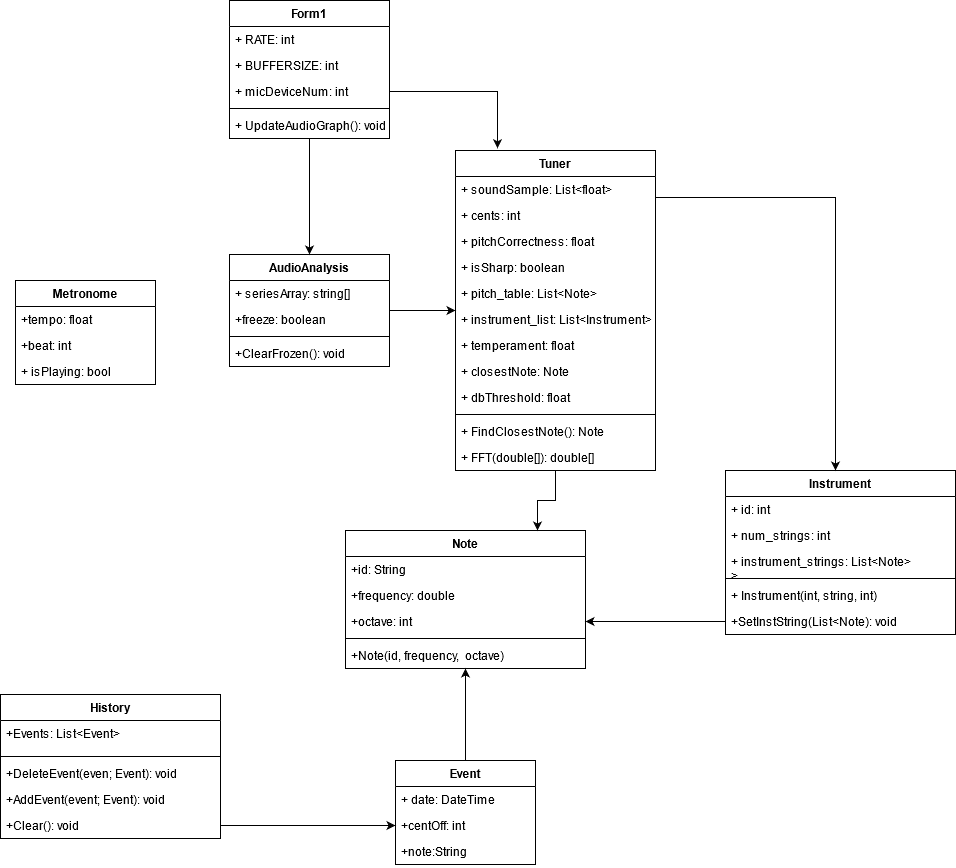 Form1
+ RATE: int
+ BUFFERSIZE: int
+ micDeviceNum: int
+ UpdateAudioGraph(): void
Tuner
+ soundSample: List<float>
+ cents: int
+ pitchCorrectness: float
+ isSharp: boolean
+ pitch_table: List<Note>
+ instrument_list: List<Instrument>
+ temperament: float
+ closestNote: Note
+ dbThreshold: float
+ FindClosestNote(): Note
+ FFT(double[]): double[]
AudioAnalysis
+ seriesArray: string[]
+freeze: boolean
+ClearFrozen(): void
Metronome
+tempo: float
+beat: int
+ isPlaying: bool
Instrument
+ id: int
+ num_strings: int
+ instrument_strings: List<Note>
>
+ Instrument(int, string, int)
+SetInstString(List<Note): void
Note
+id: String
+frequency: double
+octave: int
+Note(id, frequency, octave)
History
+Events: List<Event>
+DeleteEvent(even; Event): void
+AddEvent(event; Event): void
+Clear(): void
Event
+ date: DateTime
+centOff: int
+note:String